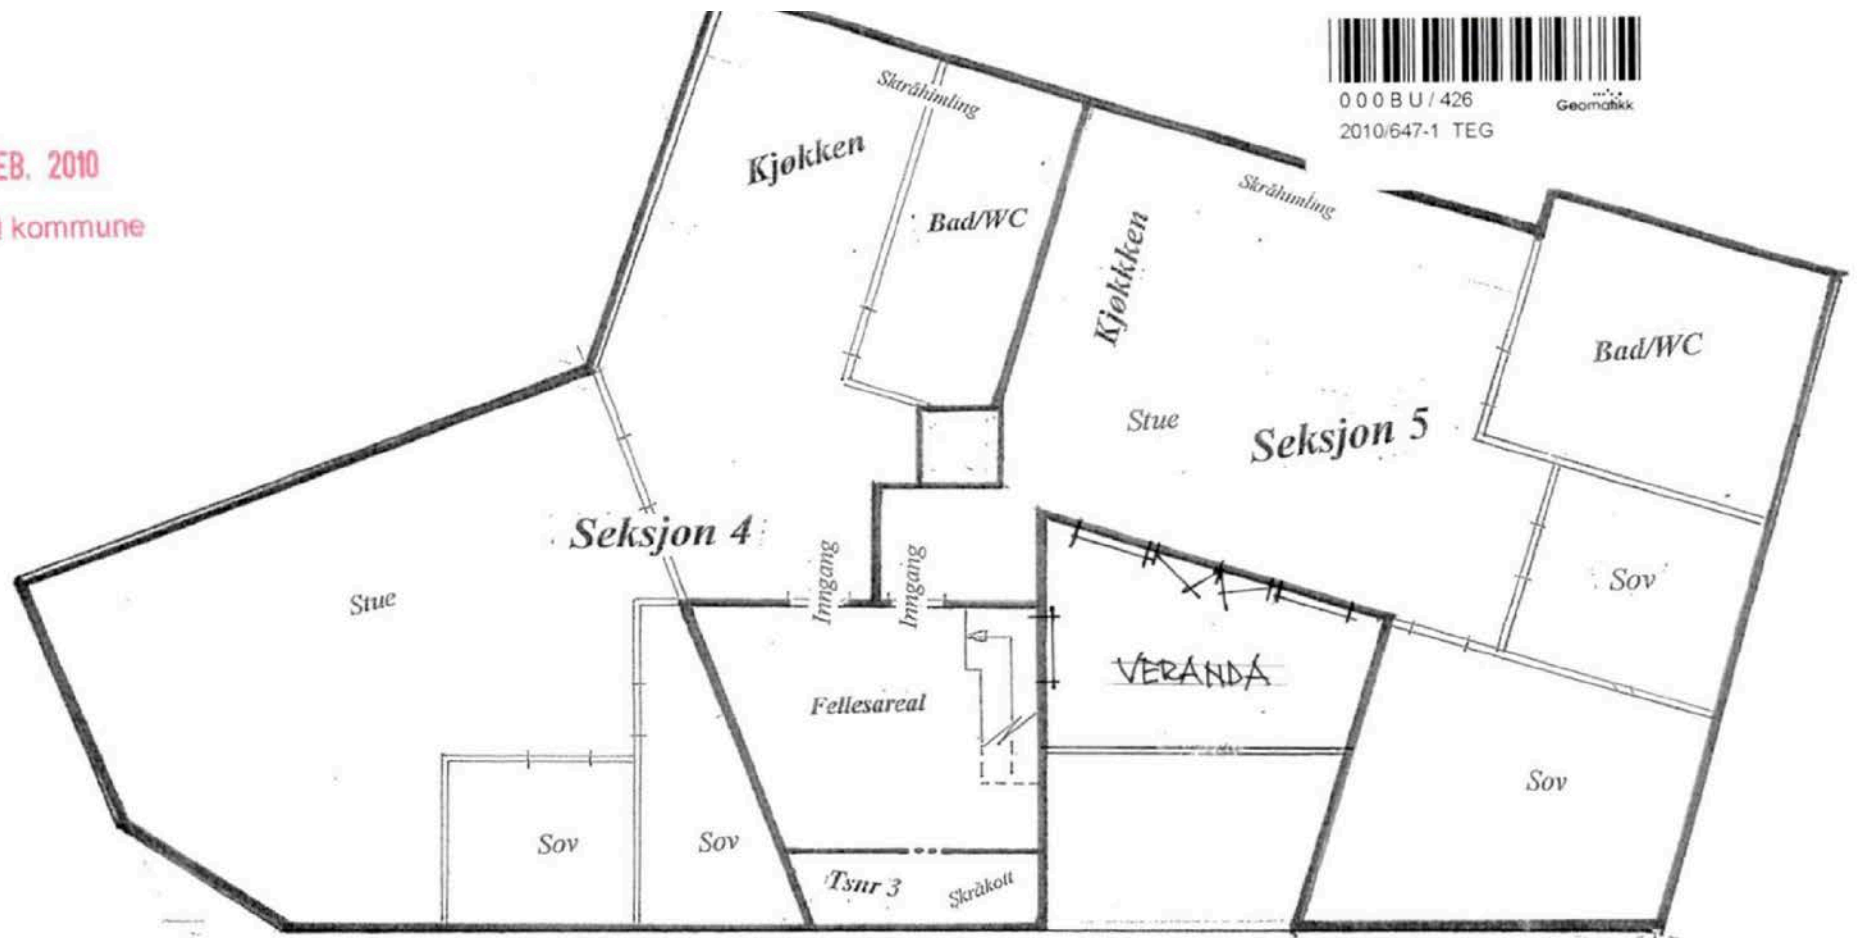 000BU/426
Geomatikk
2010/647-1 TEG
EB. 2010
kommune
Sktråhimling
Kjøkken
Bad/WC
Skråhimling
Kjøkkken
Bad/WC
Stue
Seksjon 5
Seksjon 4
Inngang
Inngang
Stue
Sov
VERANDA
Fellesareal
Sov
Sov
Sov
Tsnr 3
Skråkott